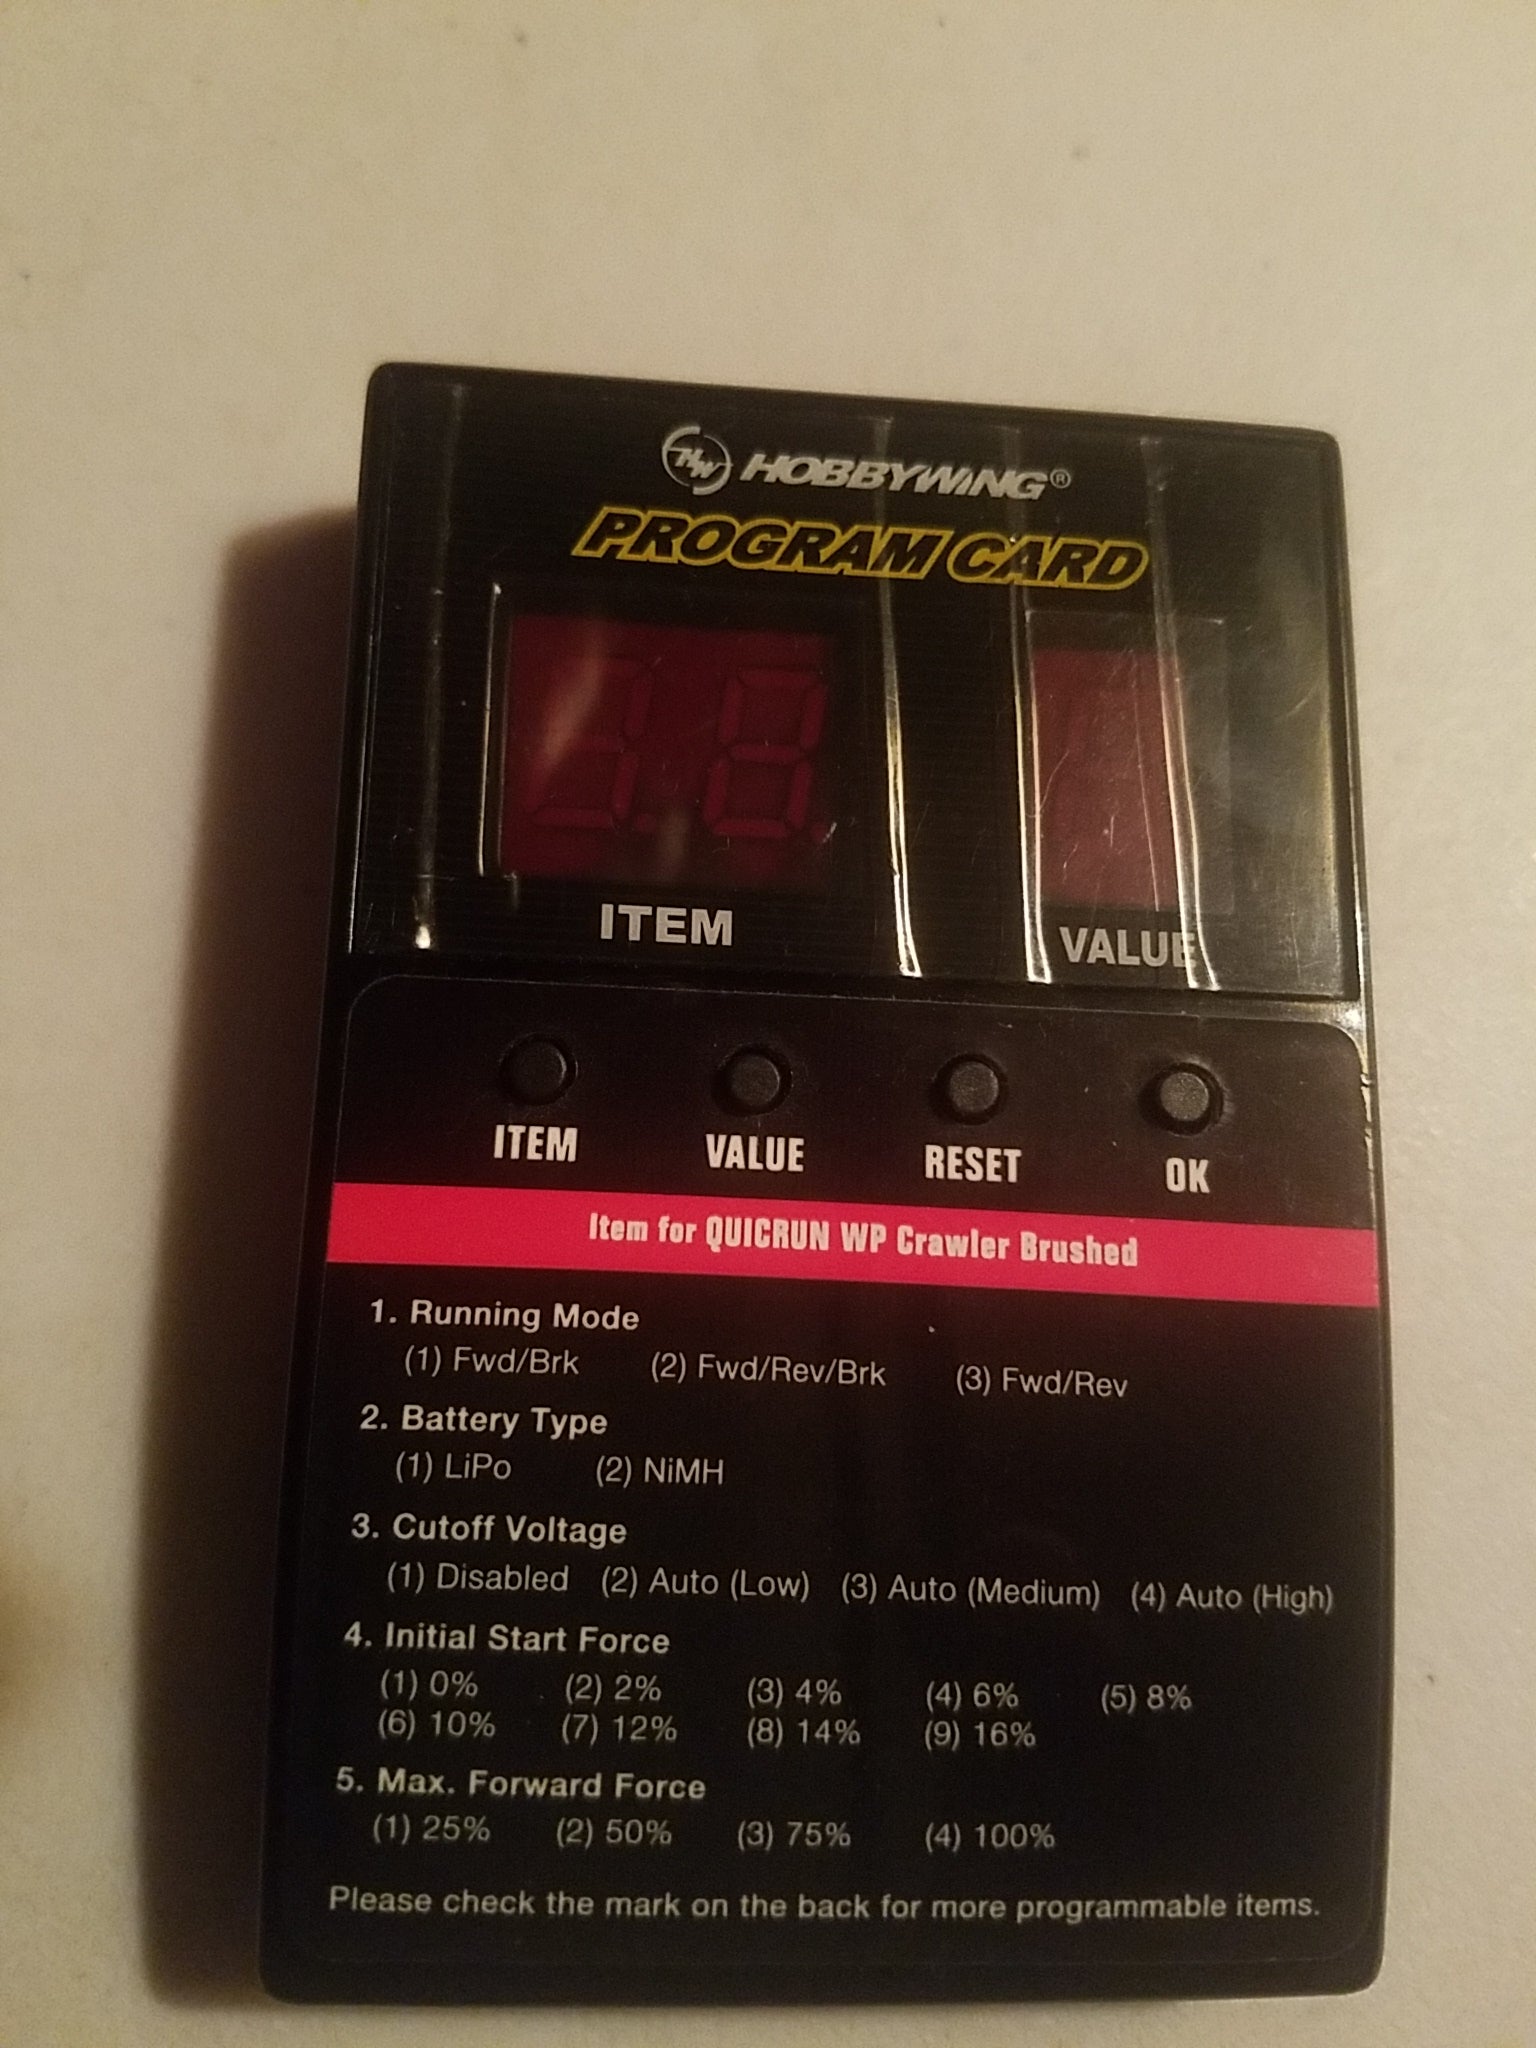 HW HOBBYWING®
PROGRAM CARD
ITEM VALUE
ITEM VALUE RESET OK
Item for QUICRUN WP Crawler Brushed
1. Running Mode
(1) Fwd/Brk (2) Fwd/Rev/Brk (3) Fwd/Rev
2. Battery Type
(1) LiPo (2) NiMH
3. Cutoff Voltage
(1) Disabled (2) Auto (Low) (3) Auto (Medium) (4) Auto (High)
4. Initial Start Force
(1) 0% (2) 2% (3) 4% (4) 6% (5) 8%
(6) 10% (7) 12% (8) 14% (9) 16%
5. Max. Forward Force
(1) 25% (2) 50% (3) 75% (4) 100%
Please check the mark on the back for more programmable items.